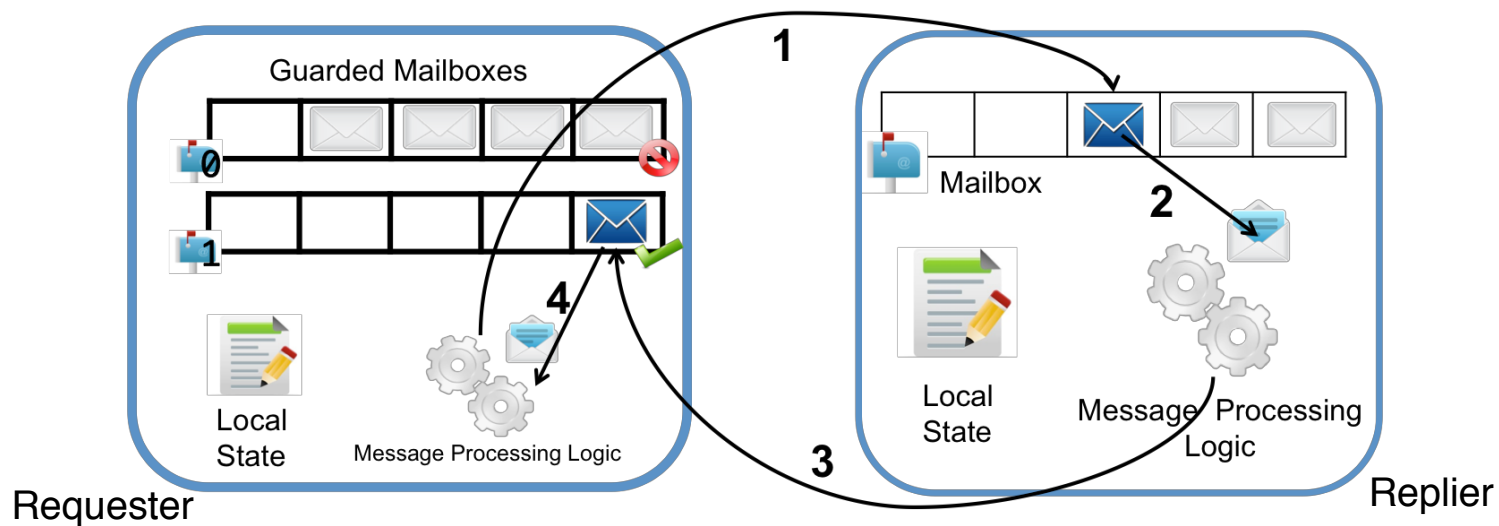 1
Guarded Mailboxes
0
Mailbox
2
1
4
Local
State
Message Processing Logic
Local
State
Message Processing
Logic
3
Requester
Replier